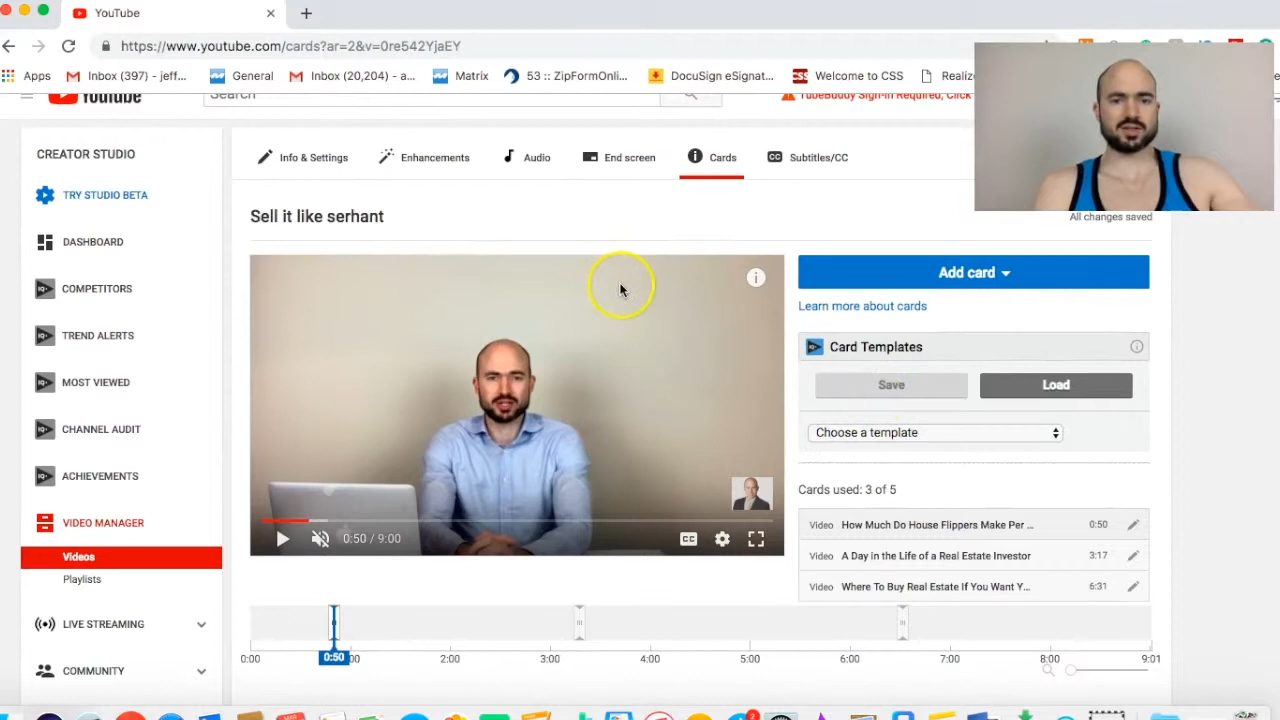 YouTube
https://www.youtube.com/cards?ar=2&v=0re542YjaEY
Apps
Inbox (397) - jeff...
General
Inbox (20,204) - a...
Matrix
53 :: ZipFormOnli...
DocuSign eSignat...
CSS
Welcome to CSS
YouTube
Search
TubeBuddy Sign-in Required, Click
CREATOR STUDIO
TRY STUDIO BETA
DASHBOARD
COMPETITORS
TREND ALERTS
MOST VIEWED
CHANNEL AUDIT
ACHIEVEMENTS
VIDEO MANAGER
Videos
Playlists
LIVE STREAMING
COMMUNITY
Info & Settings
Enhancements
Audio
End screen
Cards
CC Subtitles/CC
Sell it like serhant
All changes saved
0:50 / 9:00
CC
Add card
Learn more about cards
Card Templates
Save
Load
Choose a template
Cards used: 3 of 5
Video How Much Do House Flippers Make Per ... 0:50
Video A Day in the Life of a Real Estate Investor 3:17
Video Where To Buy Real Estate If You Want Y... 6:31
0:00 0:50 2:00 3:00 4:00 5:00 6:00 7:00 8:00 9:01